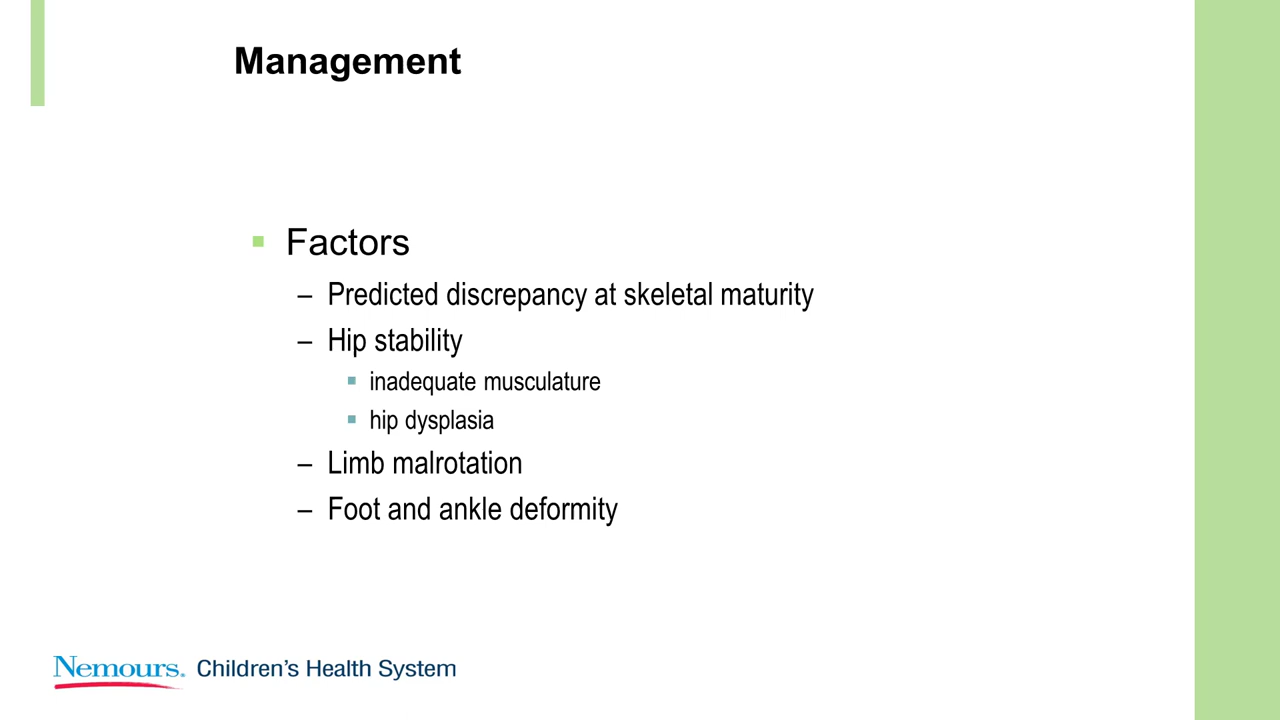 Management
Factors
– Predicted discrepancy at skeletal maturity
– Hip stability
inadequate musculature
hip dysplasia
– Limb malrotation
– Foot and ankle deformity
Nemours. Children's Health System